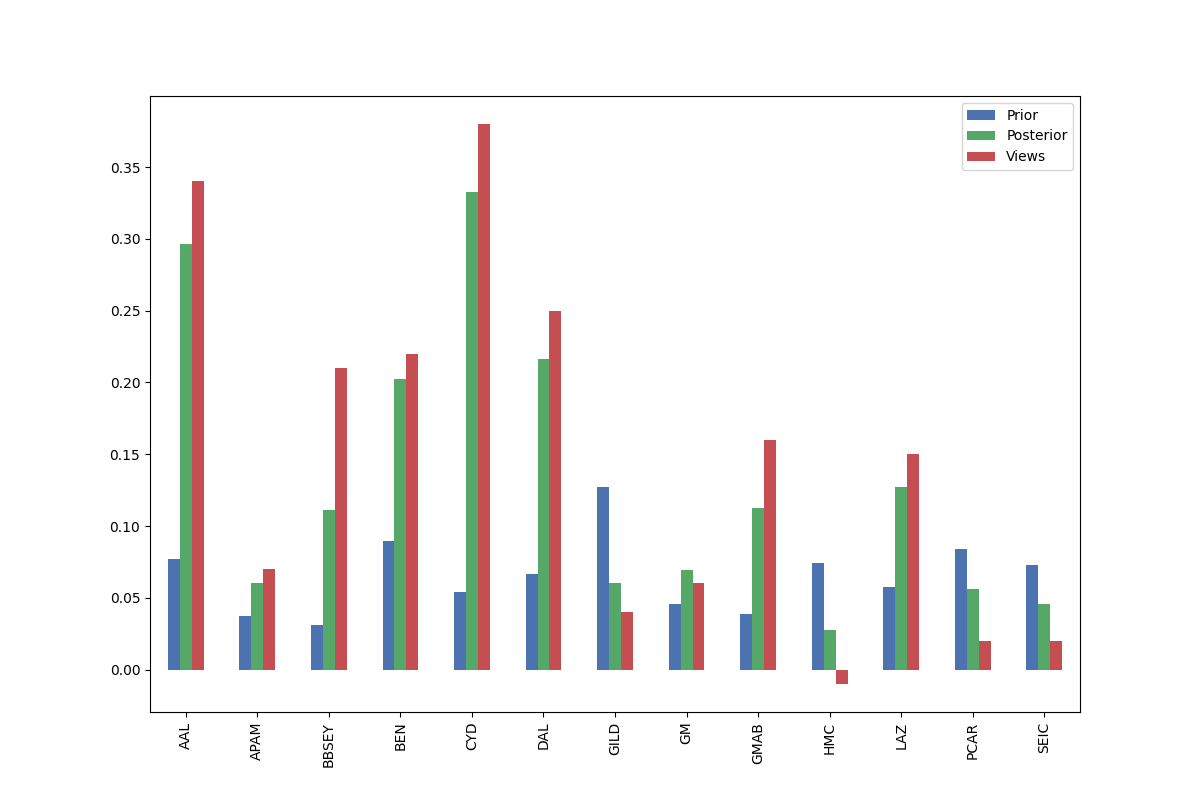 Prior
Posterior
Views
0.35
0.30
0.25
0.20
0.15
0.10
0.05
0.00
AAL
APAM
BBSEY
BEN
CYD
DAL
GILD
GM
GMAB
HMC
LAZ
PCAR
SEIC